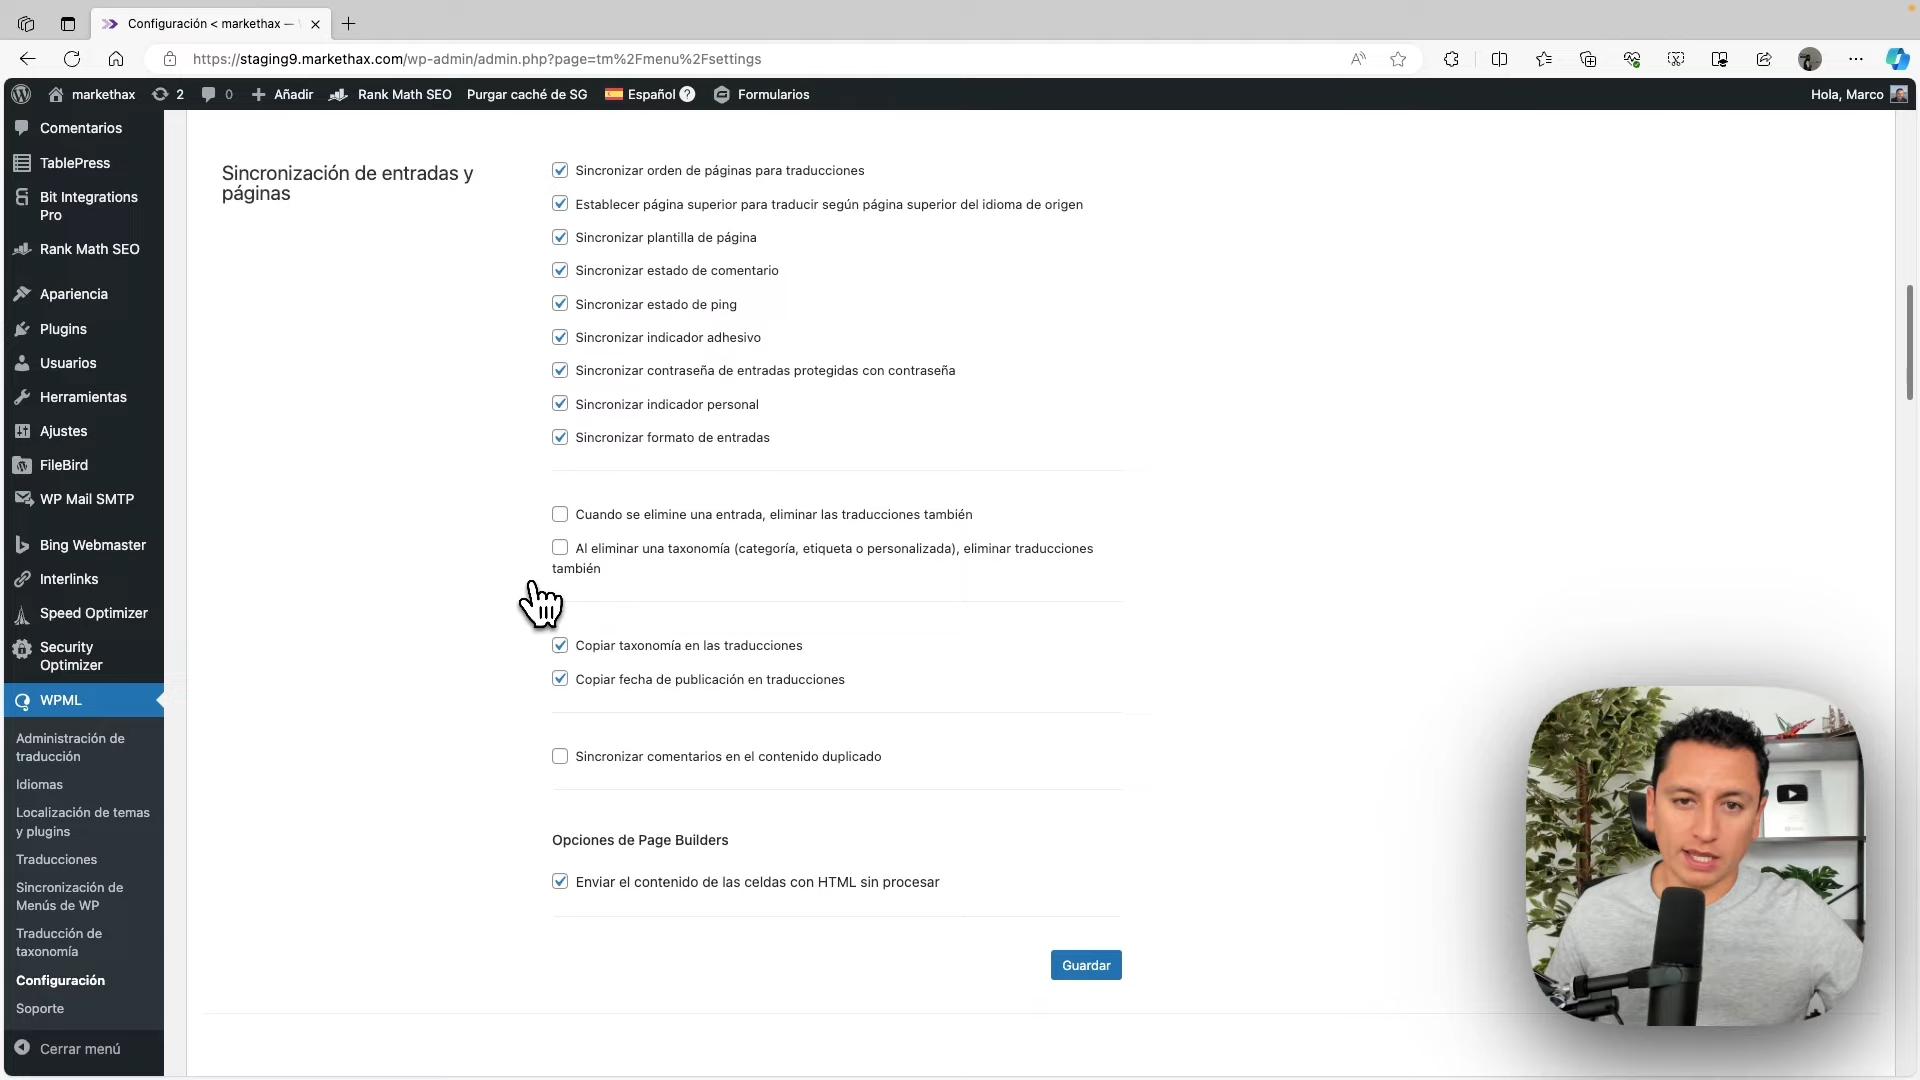 Configuración < markethax —
https://staging9.markethax.com/wp-admin/admin.php?page=tm%2Fmenu%2Fsettings
markethax
2
0
Añadir
Rank Math SEO
Purgar caché de SG
Español
?
Formularios
Hola, Marco
Comentarios
TablePress
Bit Integrations
Pro
Rank Math SEO
Apariencia
Plugins
Usuarios
Herramientas
Ajustes
FileBird
WP Mail SMTP
Bing Webmaster
Interlinks
Speed Optimizer
Security
Optimizer
WPML
Administración de
traducción
Idiomas
Localización de temas
y plugins
Traducciones
Sincronización de
Menús de WP
Traducción de
taxonomía
Configuración
Soporte
Cerrar menú
Sincronización de entradas y
páginas
Sincronizar orden de páginas para traducciones
Establecer página superior para traducir según página superior del idioma de origen
Sincronizar plantilla de página
Sincronizar estado de comentario
Sincronizar estado de ping
Sincronizar indicador adhesivo
Sincronizar contraseña de entradas protegidas con contraseña
Sincronizar indicador personal
Sincronizar formato de entradas
Cuando se elimine una entrada, eliminar las traducciones también
Al eliminar una taxonomía (categoría, etiqueta o personalizada), eliminar traducciones
también
Copiar taxonomía en las traducciones
Copiar fecha de publicación en traducciones
Sincronizar comentarios en el contenido duplicado
Opciones de Page Builders
Enviar el contenido de las celdas con HTML sin procesar
Guardar